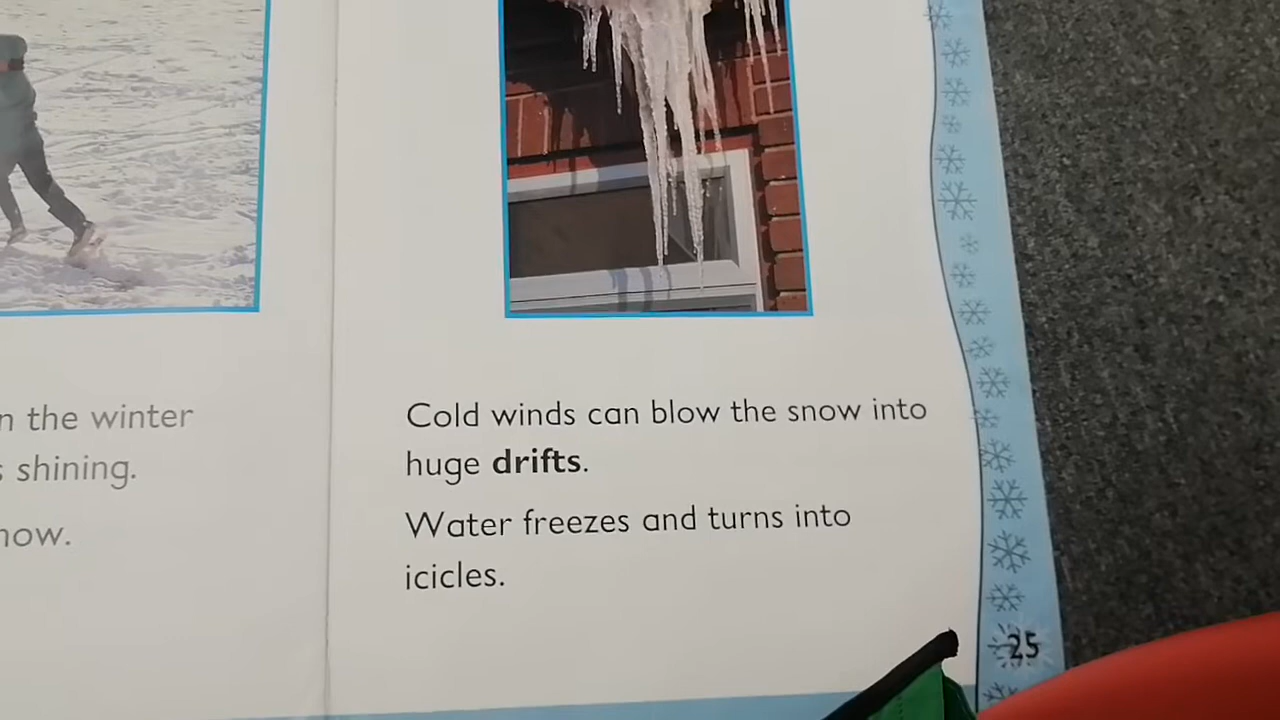 the winter
shining.
Cold winds can blow the snow into
huge drifts.
Water freezes and turns into
icicles.
25